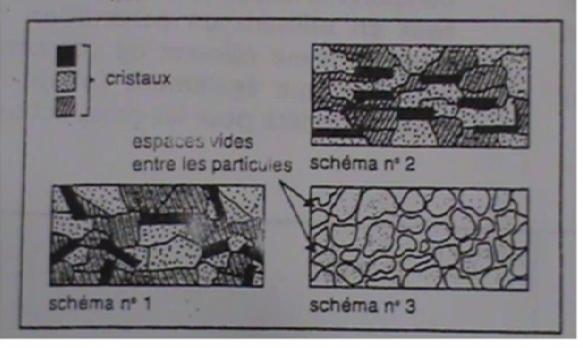 cristaux
espaces vides
entre les particules
schéma n° 2
schéma n° 1
schéma n° 3